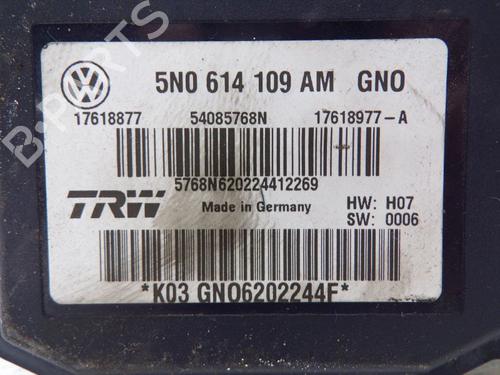 5N0 614 109 AM GNO
17618877 54085768N 17618977-A
5768N620224412269
TRW Made in Germany HW: H07
SW: 0006
*K03 GNO6202244F*